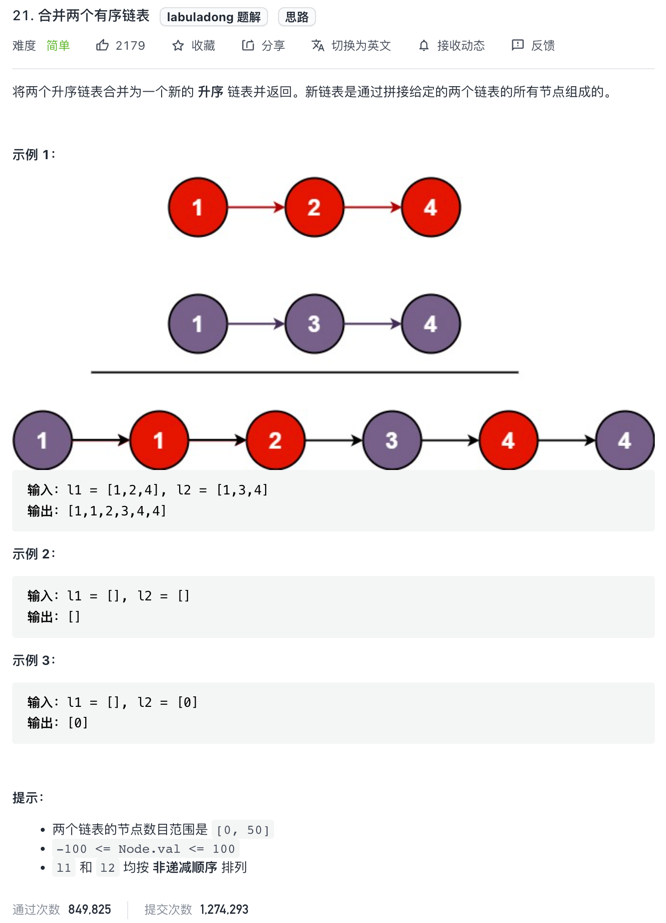 21. 合并两个有序链表 labuladong 题解 思路
难度 简单 2179 收藏 分享 切换为英文 接收动态 反馈
将两个升序链表合并为一个新的 升序 链表并返回。新链表是通过拼接给定的两个链表的所有节点组成的。
示例 1：
1 2 4
1 3 4
1 1 2 3 4 4
输入：l1 = [1,2,4], l2 = [1,3,4]
输出：[1,1,2,3,4,4]
示例 2：
输入：l1 = [], l2 = []
输出：[]
示例 3：
输入：l1 = [], l2 = [0]
输出：[0]
提示：
• 两个链表的节点数目范围是 [0, 50]
• -100 <= Node.val <= 100
• l1 和 l2 均按 非递减顺序 排列
通过次数 849,825 提交次数 1,274,293